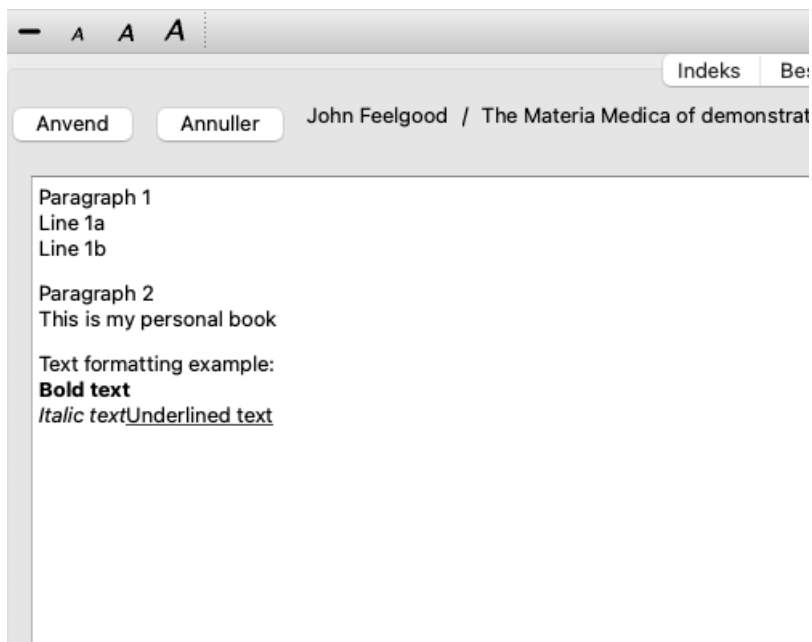 A A A
Indeks
Anvend Annuller John Feelgood / The Materia Medica of
Paragraph 1
Line 1a
Line 1b
Paragraph 2
This is my personal book
Text formatting example:
Bold text
Italic textUnderlined text